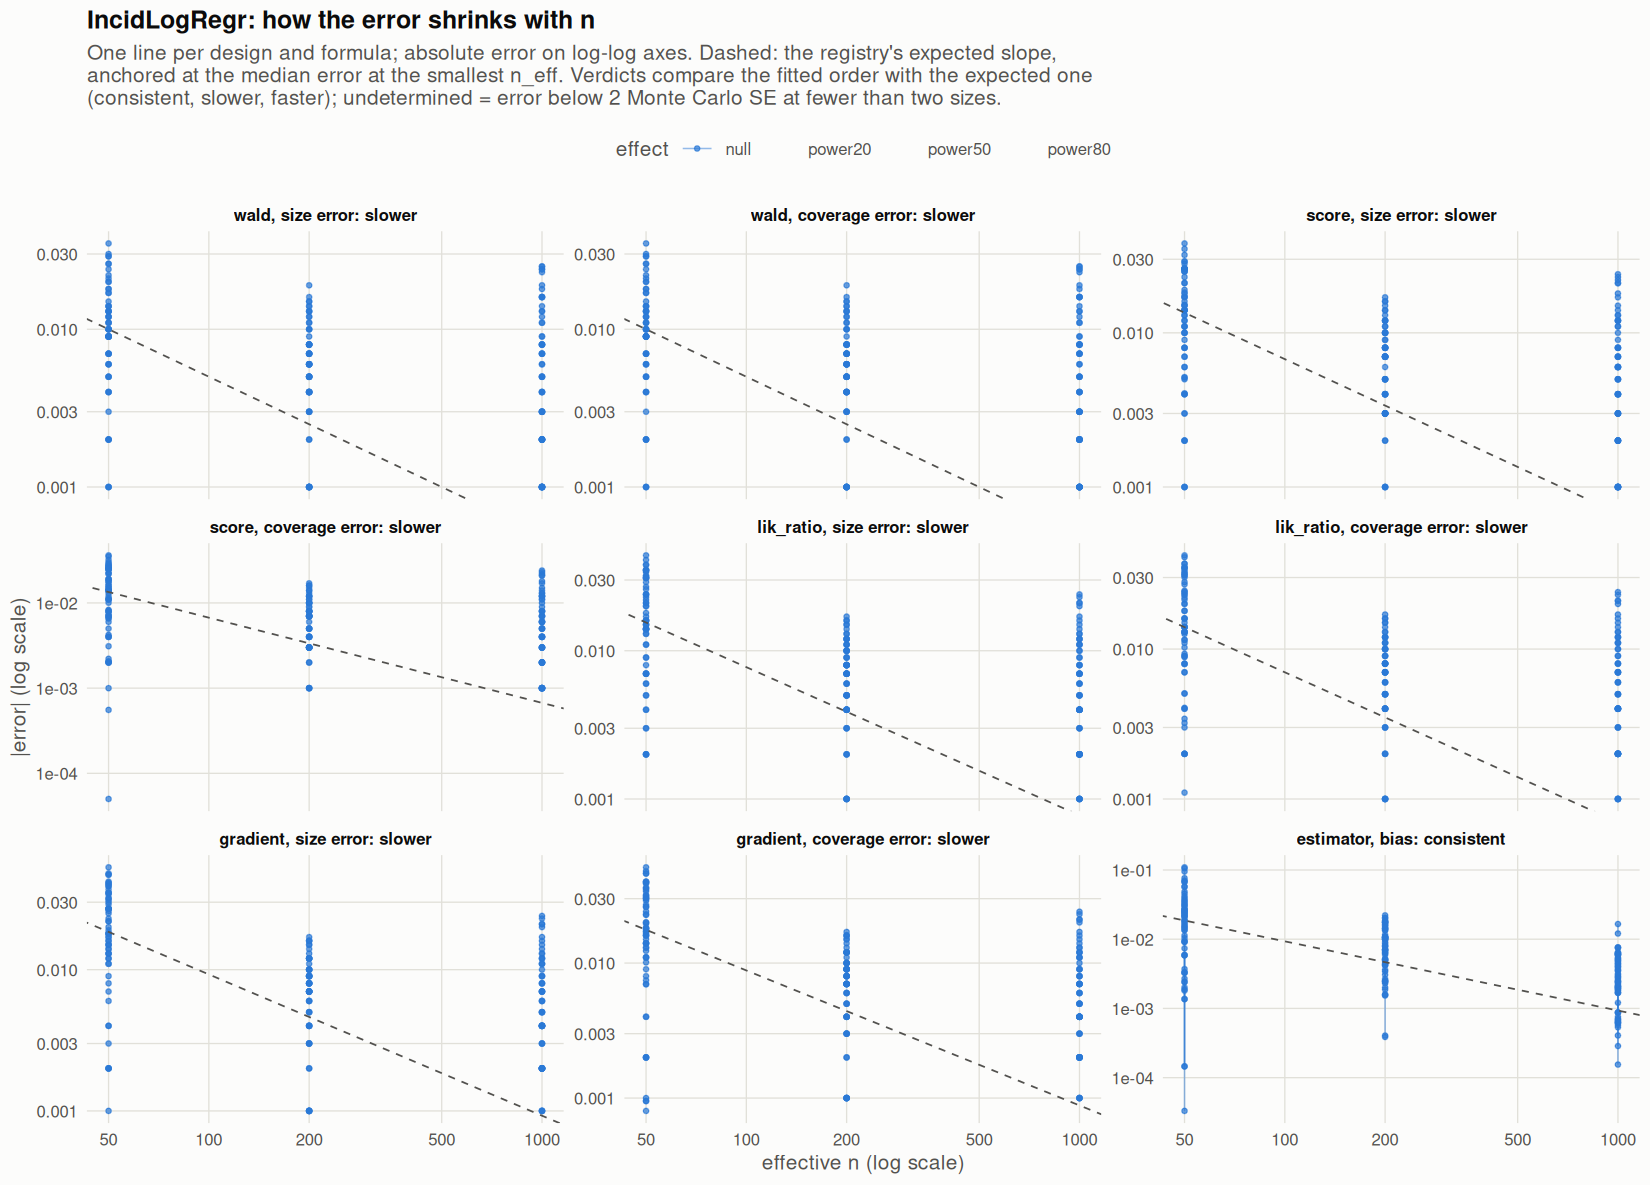 IncidLogRegr: how the error shrinks with n
One line per design and formula; absolute error on log-log axes. Dashed: the registry's expected slope,
anchored at the median error at the smallest n_eff. Verdicts compare the fitted order with the expected one
(consistent, slower, faster); undetermined = error below 2 Monte Carlo SE at fewer than two sizes.
effect null power20 power50 power80
wald, size error: slower
0.030
0.010
0.003
0.001
wald, coverage error: slower
0.030
0.010
0.003
0.001
score, size error: slower
0.030
0.010
0.003
0.001
score, coverage error: slower
1e-02
1e-03
1e-04
lik_ratio, size error: slower
0.030
0.010
0.003
0.001
lik_ratio, coverage error: slower
0.030
0.010
0.003
0.001
gradient, size error: slower
0.030
0.010
0.003
0.001
gradient, coverage error: slower
0.030
0.010
0.003
0.001
estimator, bias: consistent
1e-01
1e-02
1e-03
1e-04
50 100 200 500 1000
50 100 200 500 1000
50 100 200 500 1000
effective n (log scale)
|error| (log scale)